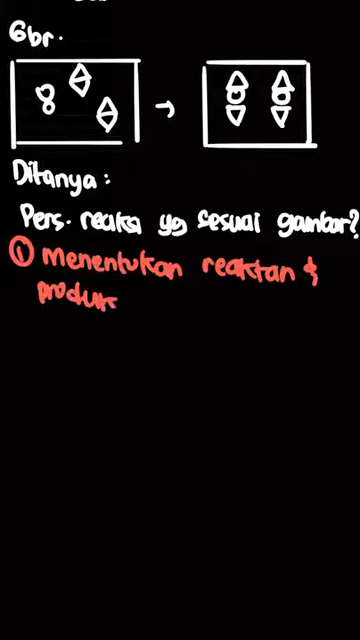 Gbr.
→
Ditanya:
Pers. reaksi yg sesuai gambar?
① menentukan reaktan &
produk